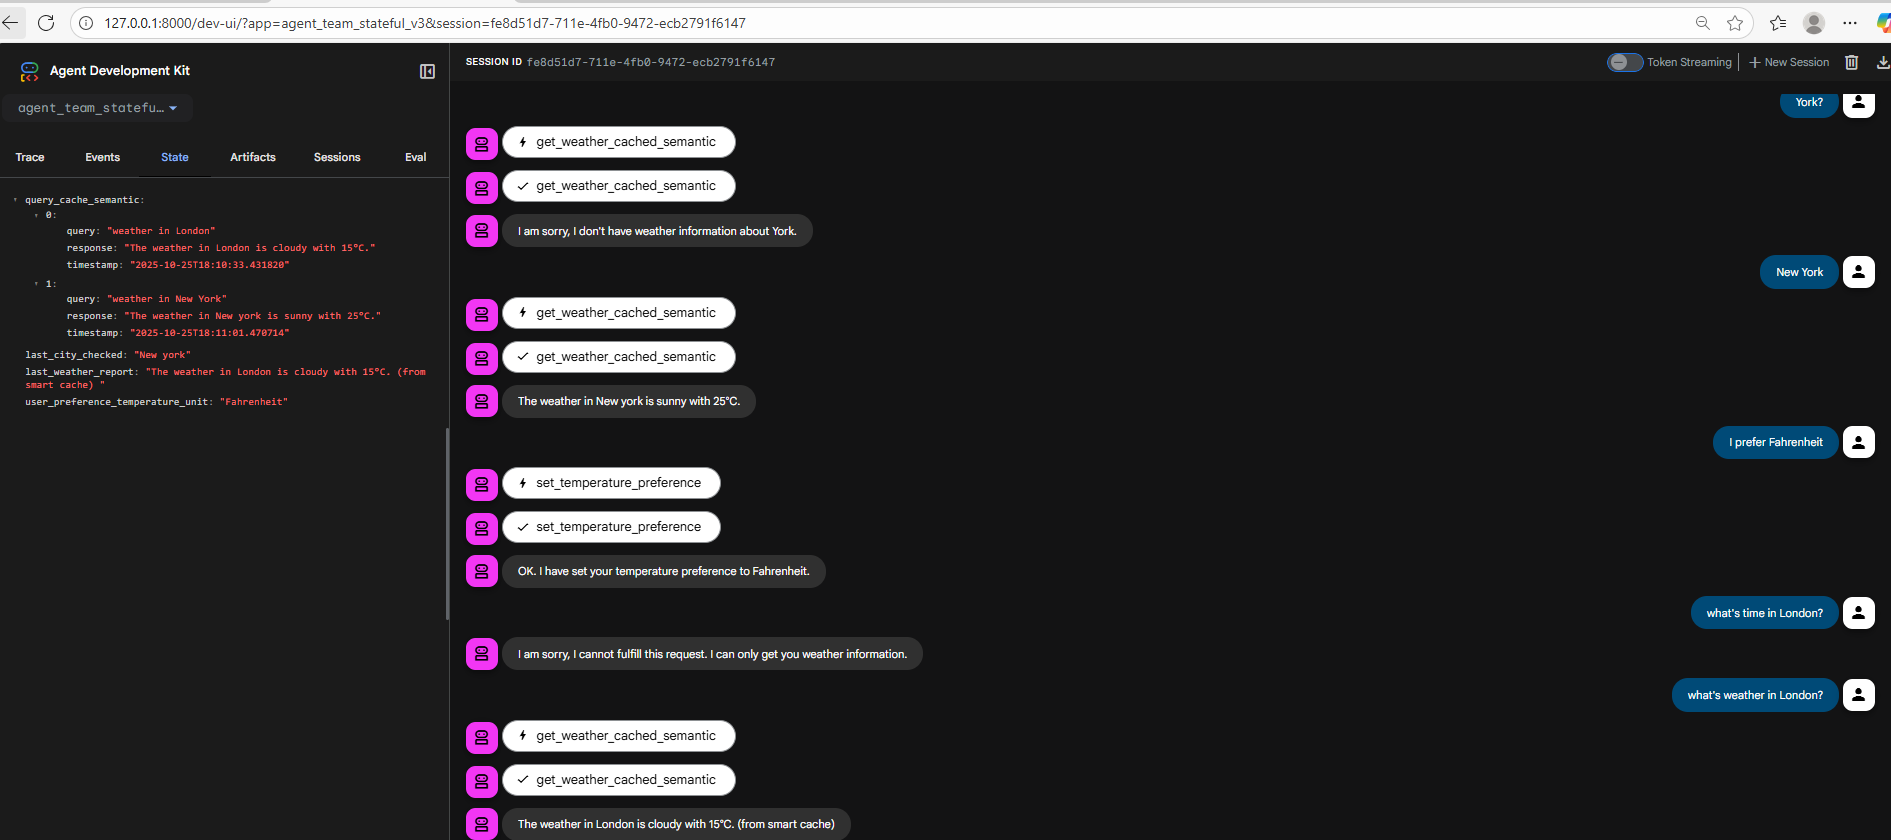 127.0.0.1:8000/dev-ui/?app=agent_team_stateful_v3&session=fe8d51d7-711e-4fb0-9472-ecb2791f6147
Agent Development Kit
agent_team_statefu...
Trace Events State Artifacts Sessions Eval
query_cache_semantic:
0:
query: "weather in London"
response: "The weather in London is cloudy with 15°C."
timestamp: "2025-10-25T18:10:33.431820"
1:
query: "weather in New York"
response: "The weather in New york is sunny with 25°C."
timestamp: "2025-10-25T18:11:01.470714"
last_city_checked: "New york"
last_weather_report: "The weather in London is cloudy with 15°C. (from
smart cache) "
user_preference_temperature_unit: "Fahrenheit"
SESSION ID fe8d51d7-711e-4fb0-9472-ecb2791f6147
Token Streaming
New Session
York?
get_weather_cached_semantic
get_weather_cached_semantic
I am sorry, I don't have weather information about York.
New York
get_weather_cached_semantic
get_weather_cached_semantic
The weather in New york is sunny with 25°C.
I prefer Fahrenheit
set_temperature_preference
set_temperature_preference
OK. I have set your temperature preference to Fahrenheit.
what's time in London?
I am sorry, I cannot fulfill this request. I can only get you weather information.
what's weather in London?
get_weather_cached_semantic
get_weather_cached_semantic
The weather in London is cloudy with 15°C. (from smart cache)